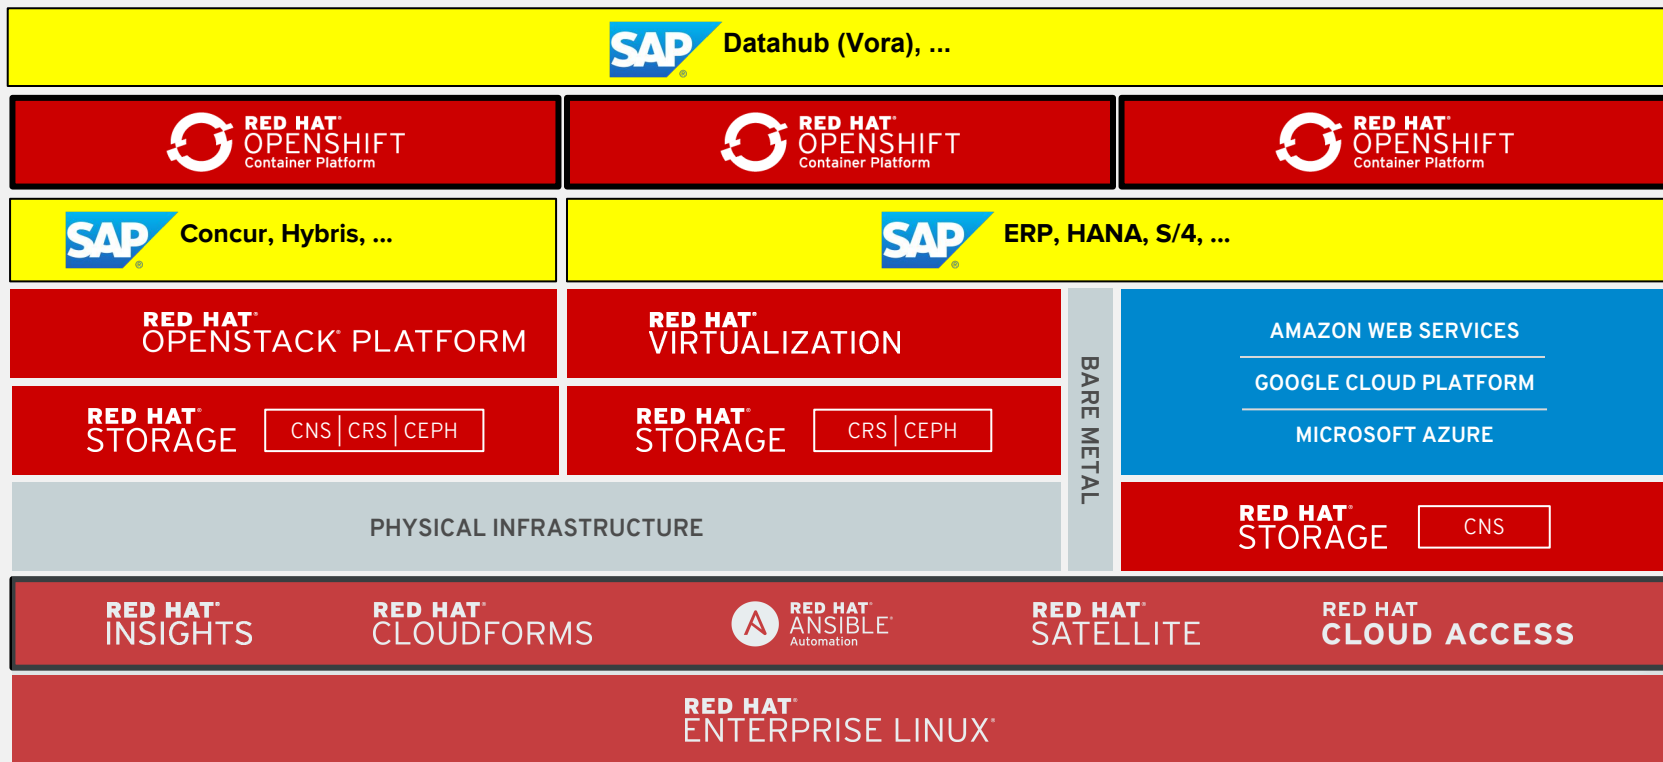 SAP® Datahub (Vora), ...
RED HAT®
OPENSHIFT
Container Platform
RED HAT®
OPENSHIFT
Container Platform
RED HAT®
OPENSHIFT
Container Platform
SAP® Concur, Hybris, ...
SAP® ERP, HANA, S/4, ...
RED HAT®
OPENSTACK® PLATFORM
RED HAT®
VIRTUALIZATION
BARE METAL
AMAZON WEB SERVICES
GOOGLE CLOUD PLATFORM
MICROSOFT AZURE
RED HAT®
STORAGE
CNS | CRS | CEPH
RED HAT®
STORAGE
CRS | CEPH
PHYSICAL INFRASTRUCTURE
RED HAT®
STORAGE
CNS
RED HAT®
INSIGHTS
RED HAT®
CLOUDFORMS
RED HAT®
ANSIBLE®
Automation
RED HAT®
SATELLITE
RED HAT
CLOUD ACCESS
RED HAT®
ENTERPRISE LINUX®